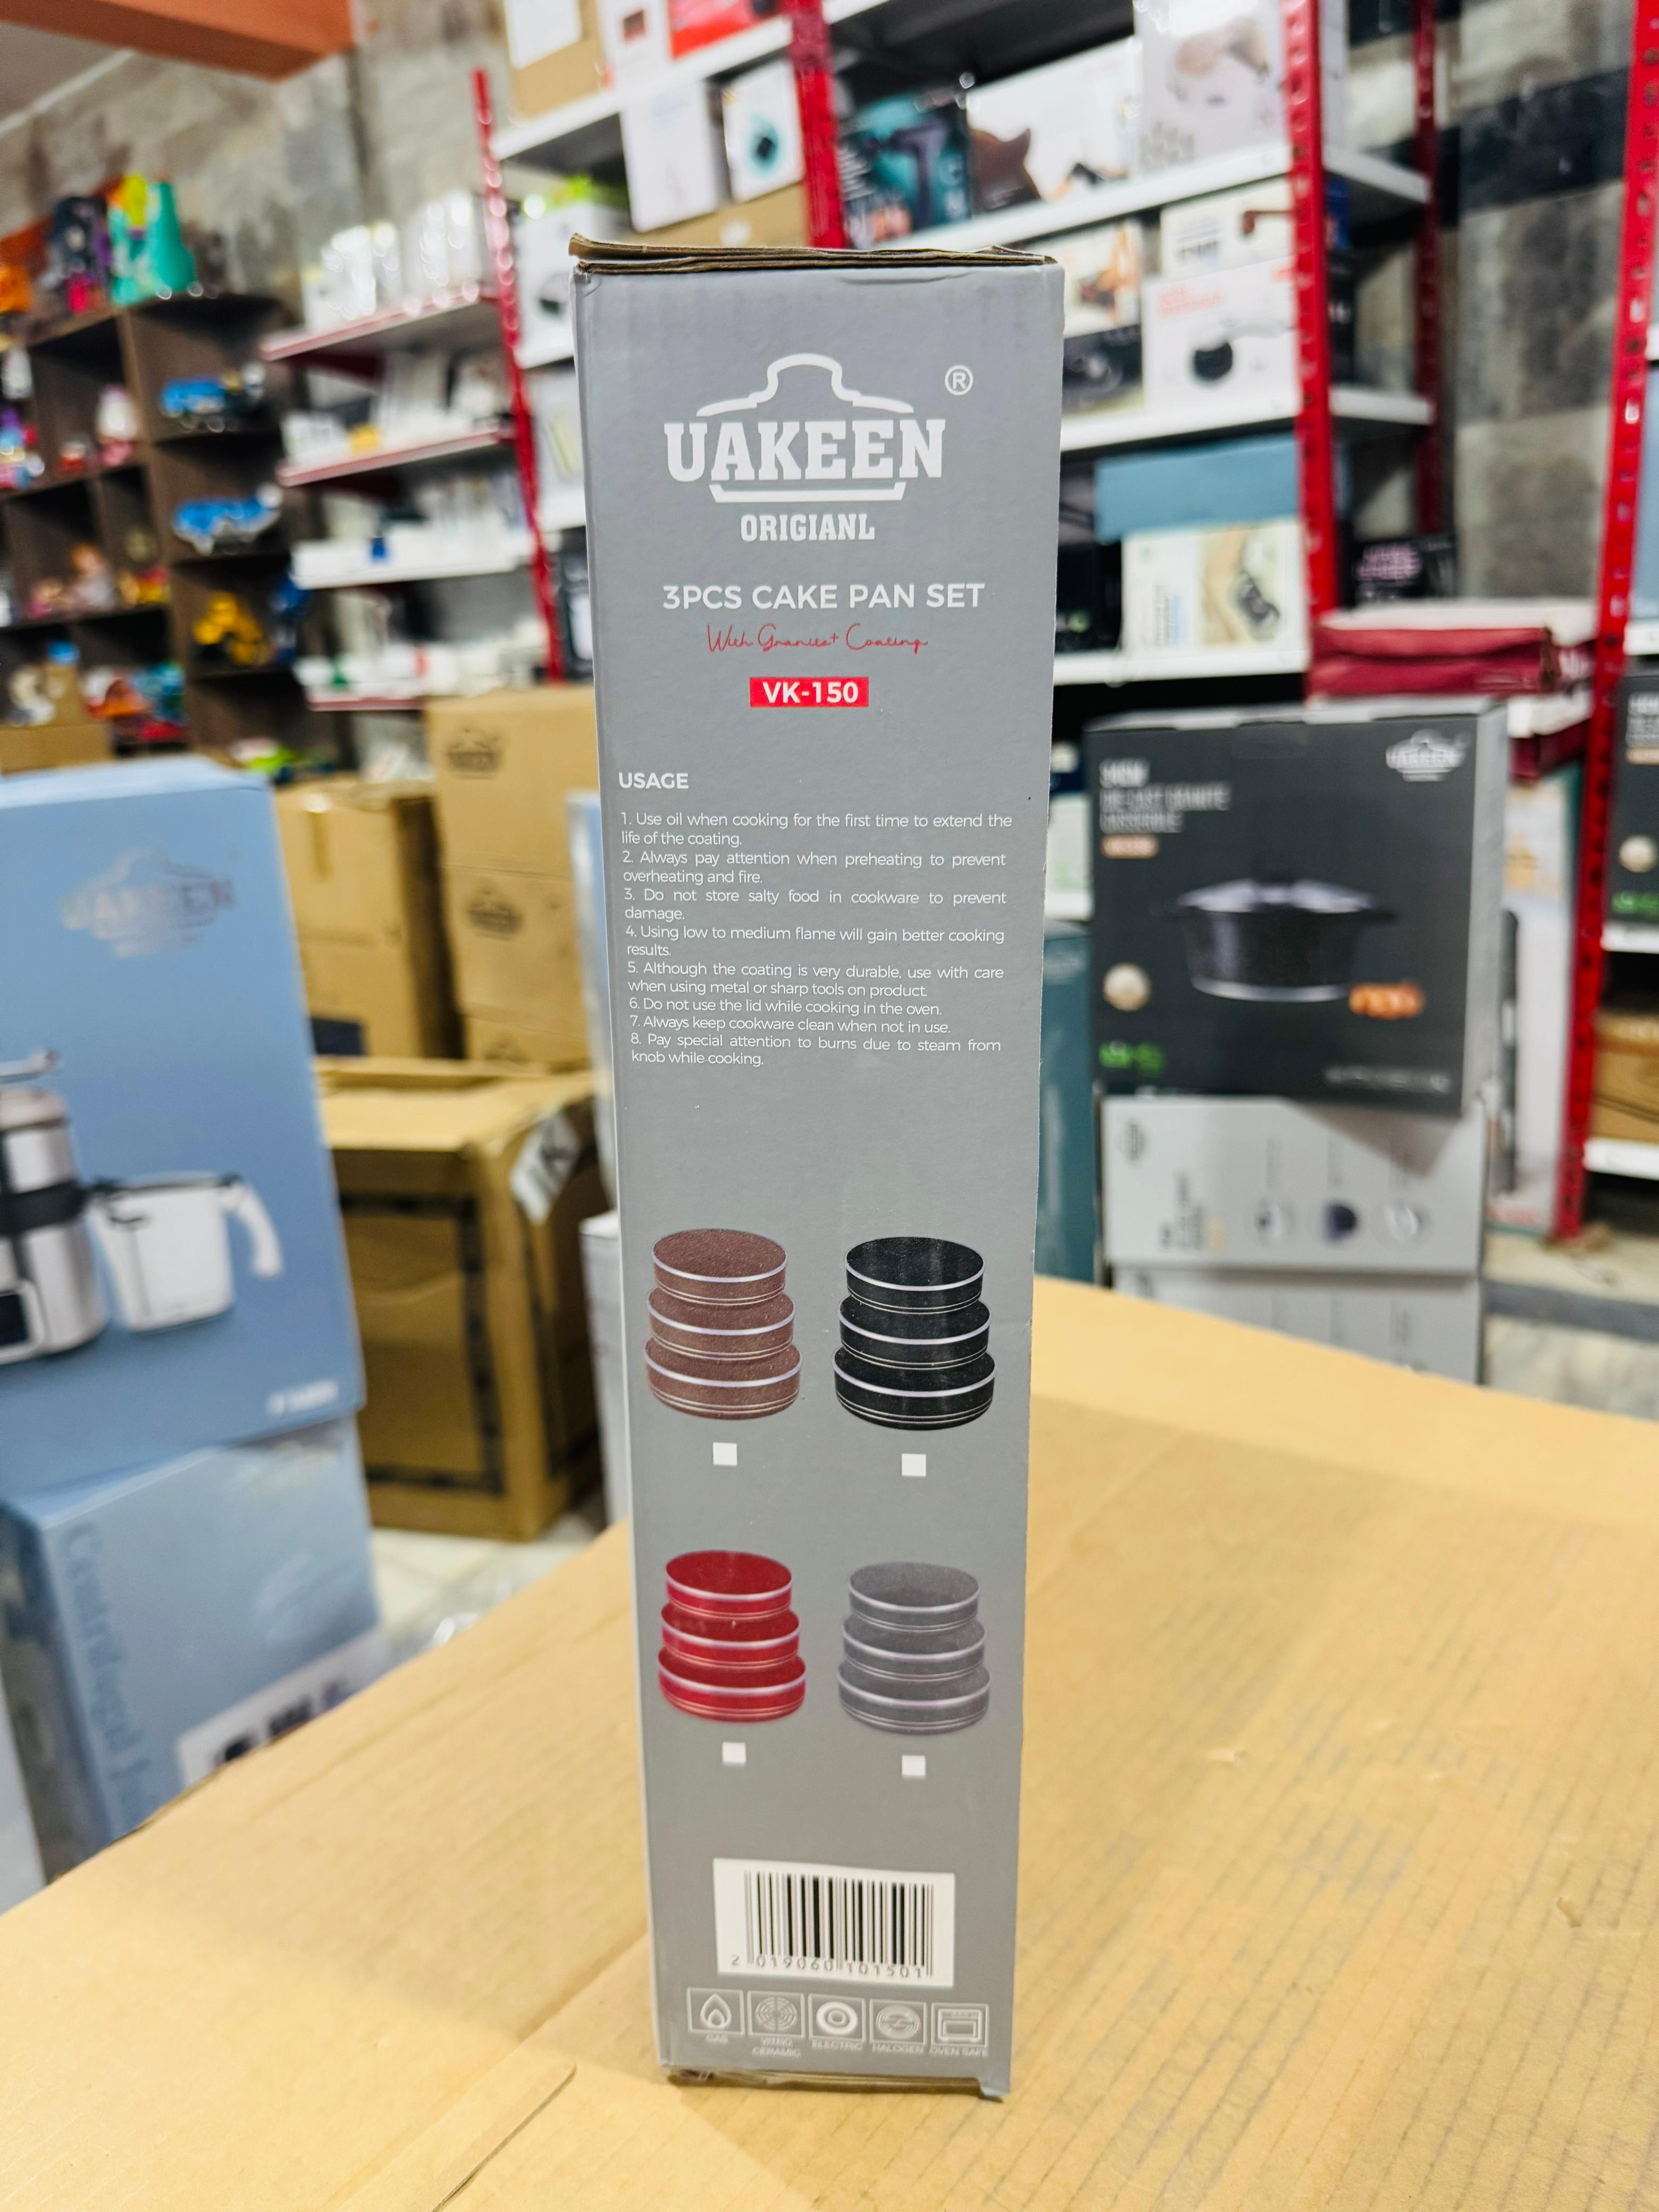 ®
UAKEEN
ORIGIANL
3PCS CAKE PAN SET
With Granite+ Coating
VK-150
USAGE
1. Use oil when cooking for the first time to extend the
life of the coating.
2. Always pay attention when preheating to prevent
overheating and fire.
3. Do not store salty food in cookware to prevent
damage.
4. Using low to medium flame will gain better cooking
results.
5. Although the coating is very durable, use with care
when using metal or sharp tools on product.
6. Do not use the lid while cooking in the oven.
7. Always keep cookware clean when not in use.
8. Pay special attention to burns due to steam from
knob while cooking.
2 019060 101501
GAS
VITRO
CERAMIC
ELECTRIC
HALOGEN
OVEN SAFE
UAKEEN
UAKEEN